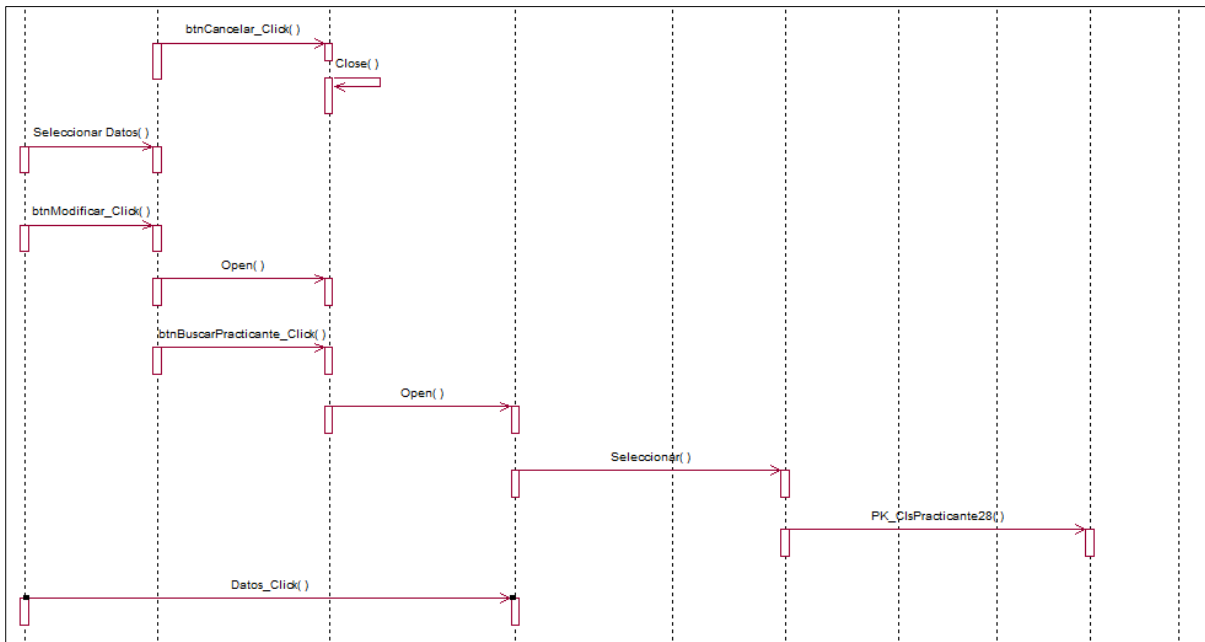 btnCancelar_Click( )
Close( )
Seleccionar Datos( )
btnModificar_Click( )
Open( )
btnBuscarPracticante_Click( )
Open( )
Seleccionar( )
PK_ClsPracticante28( )
Datos_Click( )